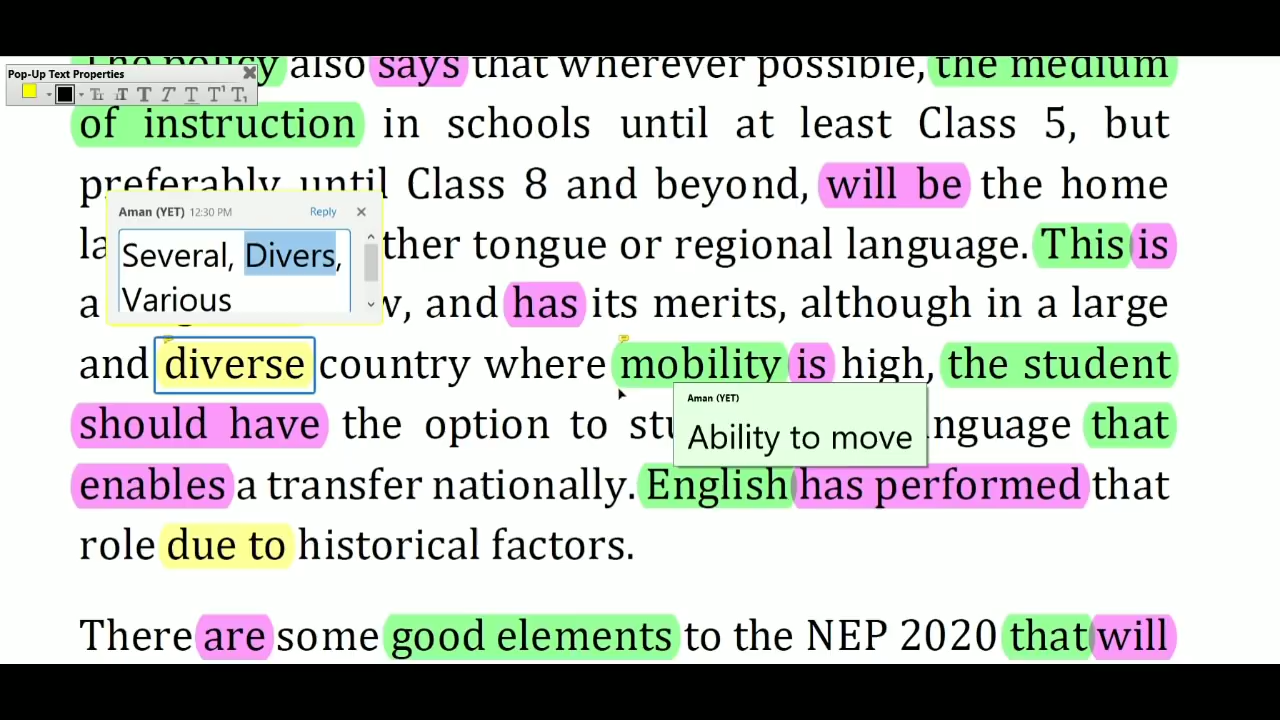 The policy also says that wherever possible, the medium
Pop-Up Text Properties
of instruction in schools until at least Class 5, but
preferably until Class 8 and beyond, will be the home
Aman (YET) 12:30 PM Reply
Several, Divers,
Various
ther tongue or regional language. This is
a w, and has its merits, although in a large
and diverse country where mobility is high, the student
Aman (YET)
Ability to move
should have the option to nguage that
enables a transfer nationally. English has performed that
role due to historical factors.
There are some good elements to the NEP 2020 that will